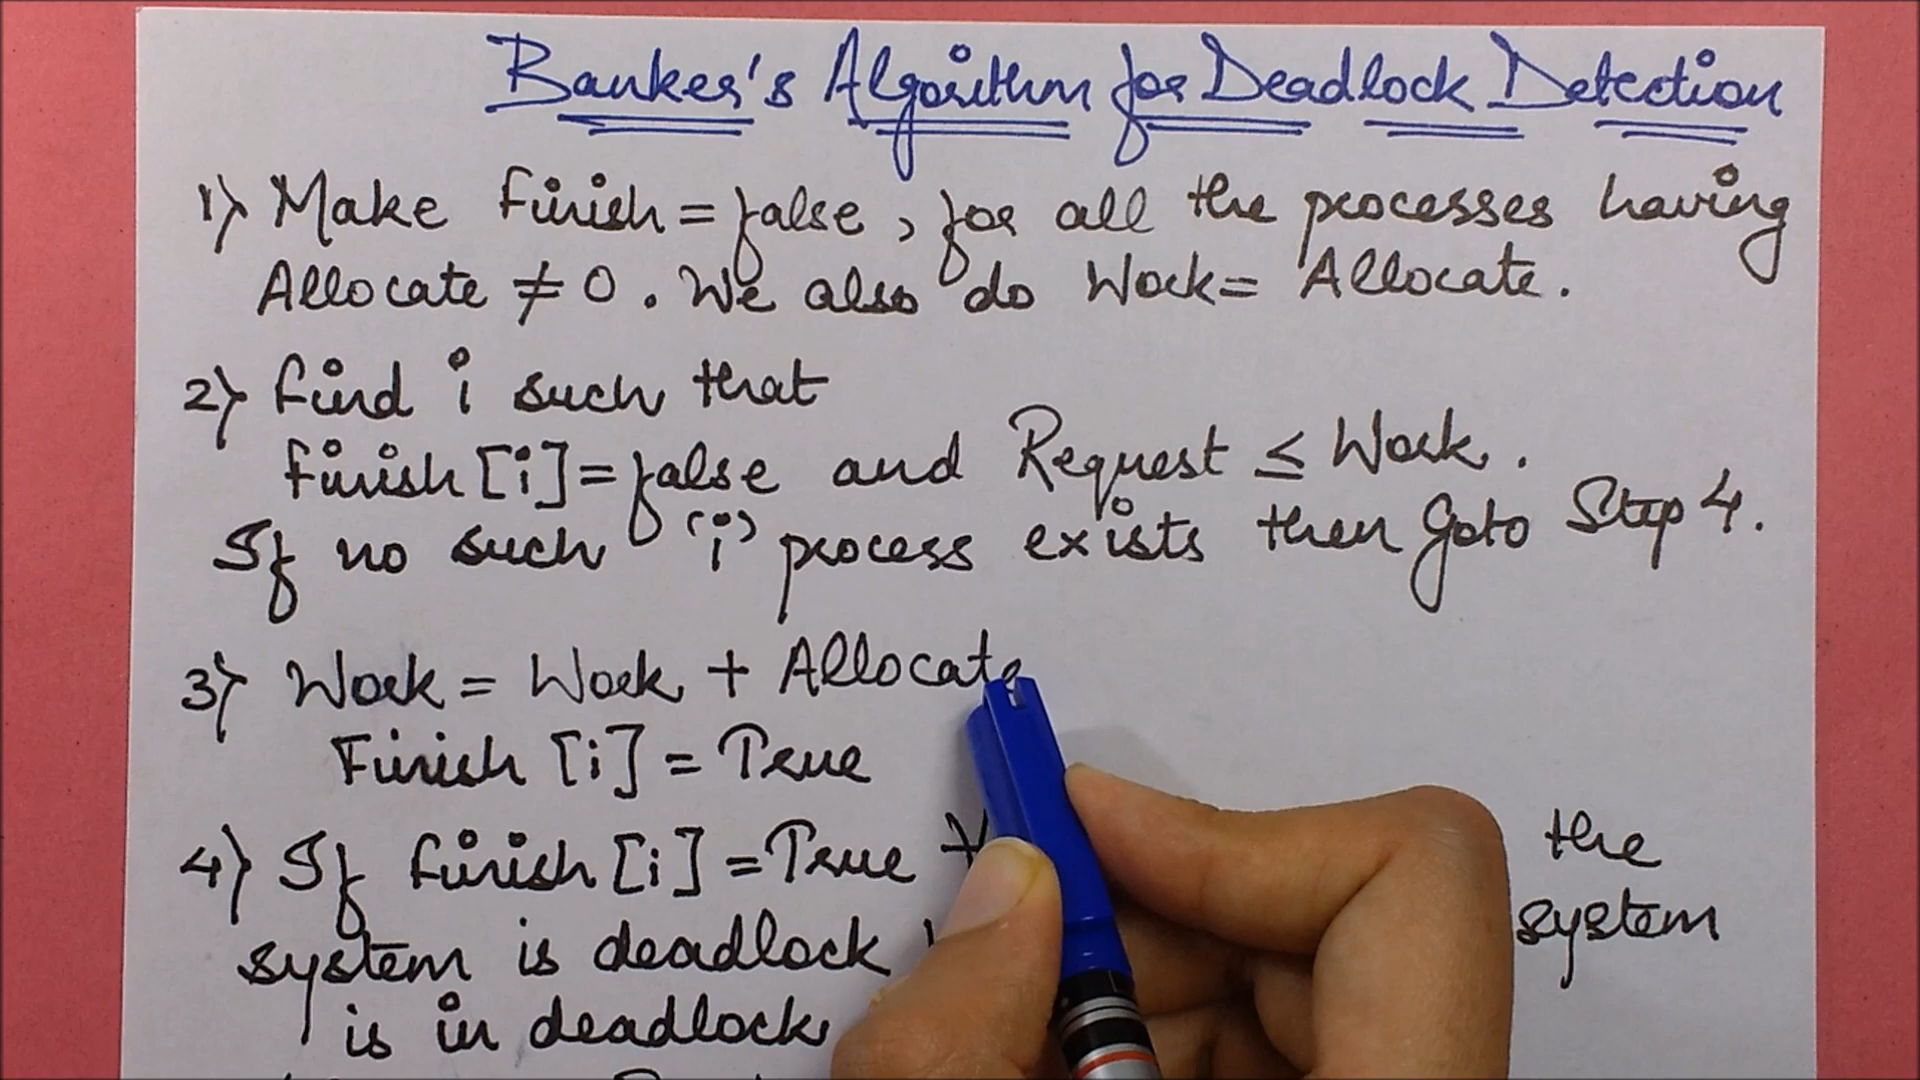 Banker's Algorithm for Deadlock Detection
1) Make Finish = false, for all the processes having
Allocate ≠ 0. We also do Work = Allocate.
2) Find i such that
Finish [i] = false and Request ≤ Work.
If no such 'i' process exists then Goto Step 4.
3) Work = Work + Allocate
Finish [i] = True
4) If Finish [i] = True the
system is deadlock system
is in deadlock